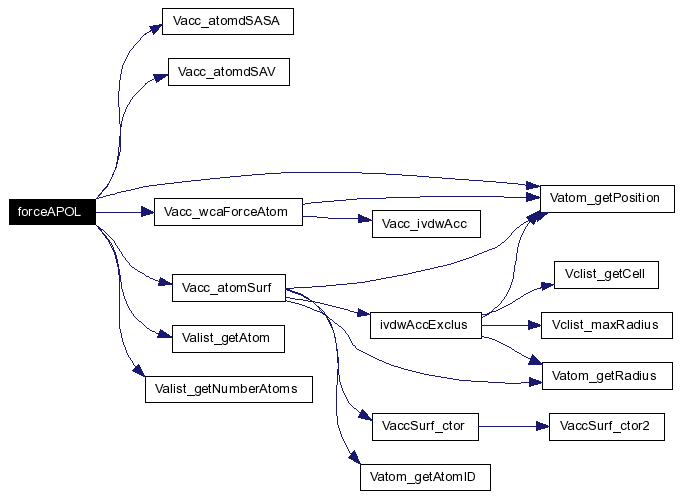 Vacc_atomdSASA
Vacc_atomdSAV
forceAPOL
Vacc_wcaForceAtom
Vatom_getPosition
Vacc_ivdwAcc
Vacc_atomSurf
Vclist_getCell
ivdwAccExclus
Vclist_maxRadius
Valist_getAtom
Vatom_getRadius
Valist_getNumberAtoms
VaccSurf_ctor
VaccSurf_ctor2
Vatom_getAtomID